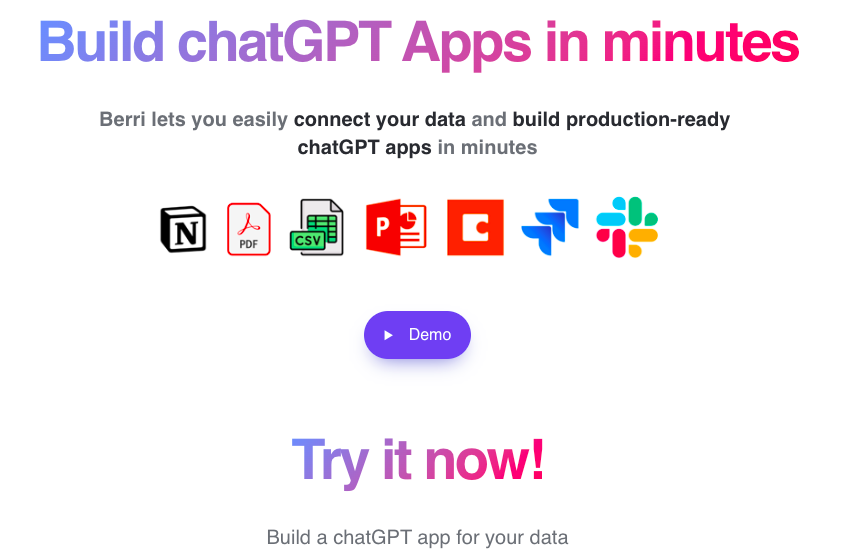 Build chatGPT Apps in minutes
Berri lets you easily connect your data and build production-ready
chatGPT apps in minutes
N PDF CSV P
Demo
Try it now!
Build a chatGPT app for your data